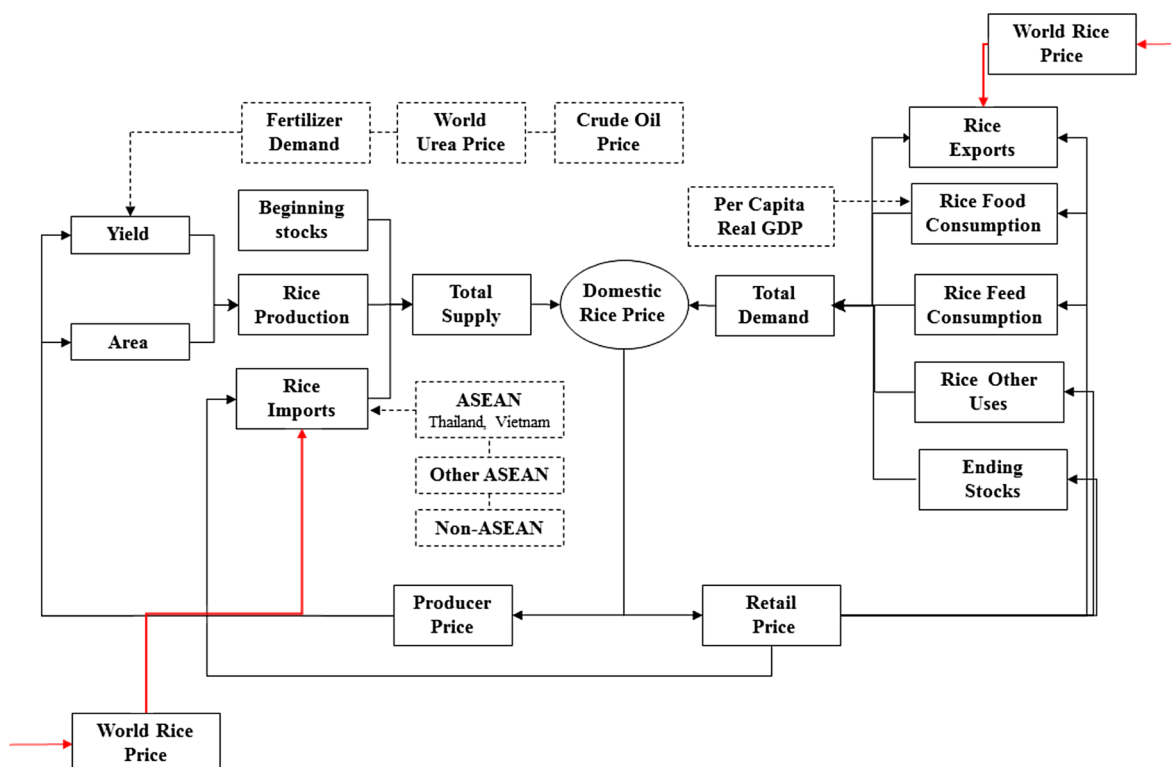 World Rice
Price
Fertilizer
Demand
World
Urea Price
Crude Oil
Price
Rice
Exports
Beginning
stocks
Per Capita
Real GDP
Rice Food
Consumption
Yield
Rice
Production
Total
Supply
Domestic
Rice Price
Total
Demand
Rice Feed
Consumption
Area
Rice
Imports
ASEAN
Thailand, Vietnam
Rice Other
Uses
Other ASEAN
Ending
Stocks
Non-ASEAN
Producer
Price
Retail
Price
World Rice
Price